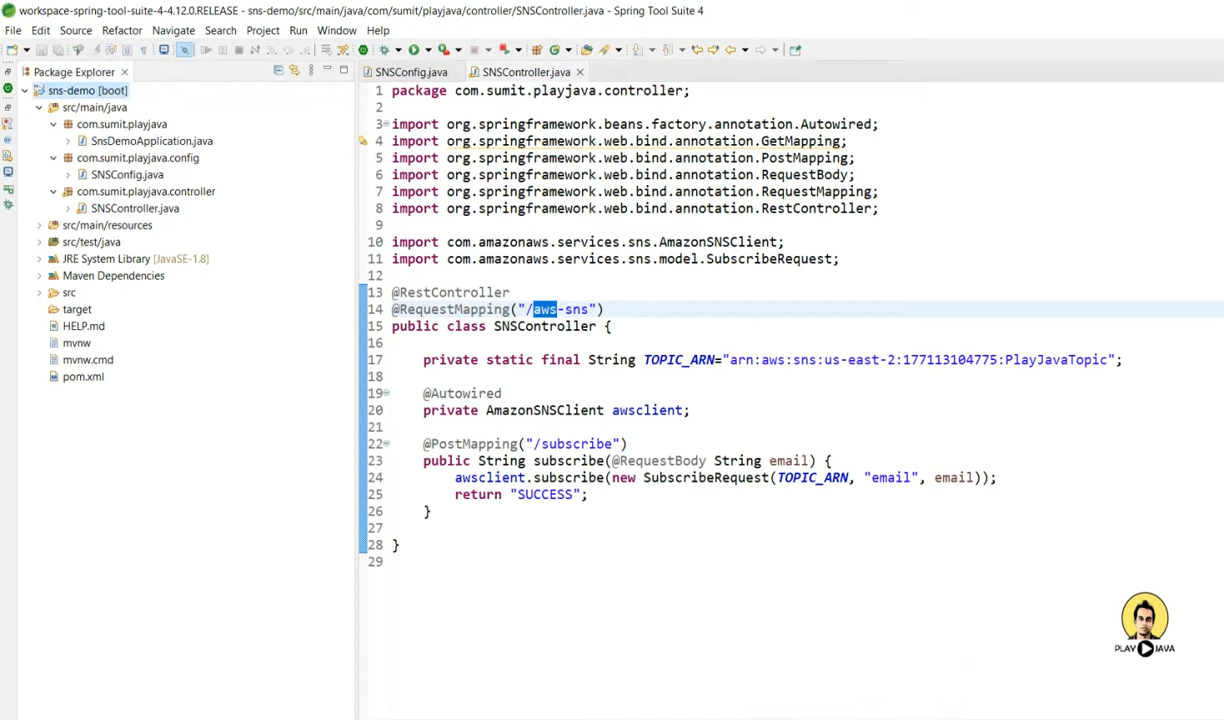 workspace-spring-tool-suite-4-4.12.0.RELEASE - sns-demo/src/main/java/com/sumit/playjava/controller/SNSController.java - Spring Tool Suite 4
File Edit Source Refactor Navigate Search Project Run Window Help
Package Explorer
sns-demo [boot]
src/main/java
com.sumit.playjava
SnsDemoApplication.java
com.sumit.playjava.config
SNSConfig.java
com.sumit.playjava.controller
SNSController.java
src/main/resources
src/test/java
JRE System Library [JavaSE-1.8]
Maven Dependencies
src
target
HELP.md
mvnw
mvnw.cmd
pom.xml
SNSConfig.java SNSController.java
1 package com.sumit.playjava.controller;
2
3 import org.springframework.beans.factory.annotation.Autowired;
4 import org.springframework.web.bind.annotation.GetMapping;
5 import org.springframework.web.bind.annotation.PostMapping;
6 import org.springframework.web.bind.annotation.RequestBody;
7 import org.springframework.web.bind.annotation.RequestMapping;
8 import org.springframework.web.bind.annotation.RestController;
9
10 import com.amazonaws.services.sns.AmazonSNSClient;
11 import com.amazonaws.services.sns.model.SubscribeRequest;
12
13 @RestController
14 @RequestMapping("/aws-sns")
15 public class SNSController {
16
17 private static final String TOPIC_ARN="arn:aws:sns:us-east-2:177113104775:PlayJavaTopic";
18
19 @Autowired
20 private AmazonSNSClient awsclient;
21
22 @PostMapping("/subscribe")
23 public String subscribe(@RequestBody String email) {
24 awsclient.subscribe(new SubscribeRequest(TOPIC_ARN, "email", email));
25 return "SUCCESS";
26 }
27
28 }
29
PLAY JAVA